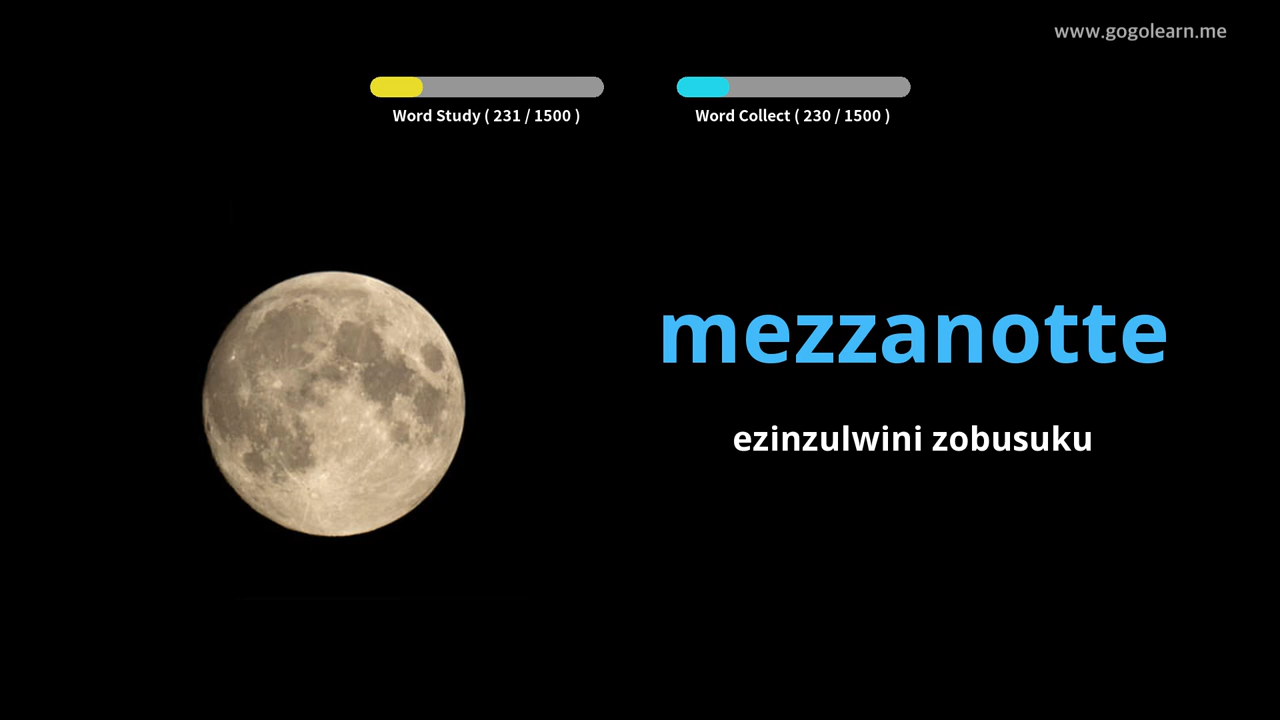 www.gogolearn.me
Word Study ( 231 / 1500 )
Word Collect ( 230 / 1500 )
mezzanotte
ezinzulwini zobusuku